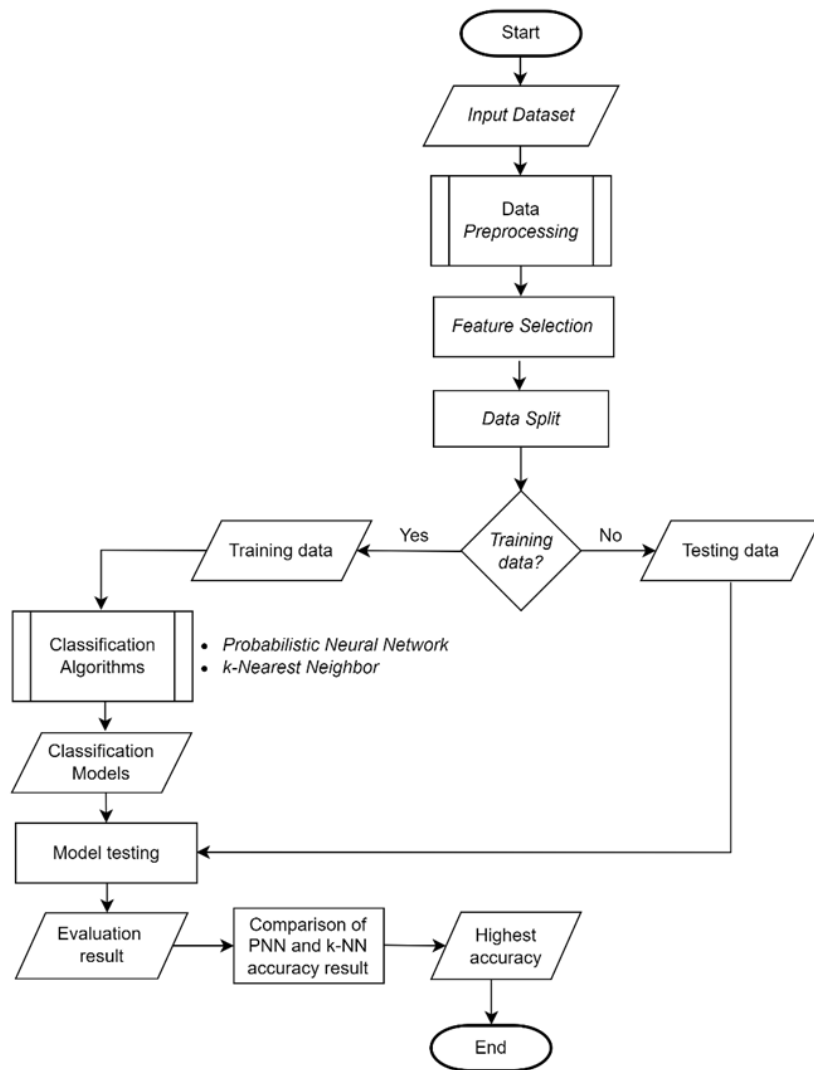 Start
Input Dataset
Data
Preprocessing
Feature Selection
Data Split
Training data
Yes
Training
data?
No
Testing data
Classification
Algorithms
• Probabilistic Neural Network
• k-Nearest Neighbor
Classification
Models
Model testing
Evaluation
result
Comparison of
PNN and k-NN
accuracy result
Highest
accuracy
End